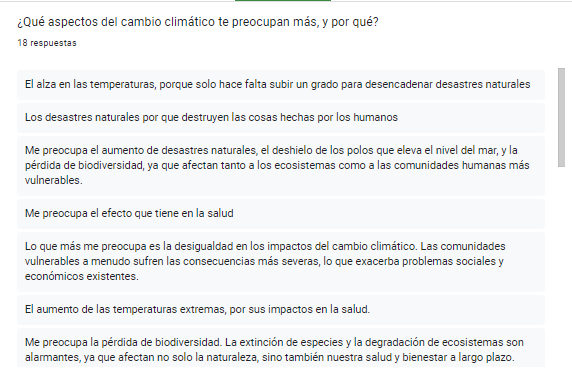 ¿Qué aspectos del cambio climático te preocupan más, y por qué?
18 respuestas
El alza en las temperaturas, porque solo hace falta subir un grado para desencadenar desastres naturales
Los desastres naturales por que destruyen las cosas hechas por los humanos
Me preocupa el aumento de desastres naturales, el deshielo de los polos que eleva el nivel del mar, y la
pérdida de biodiversidad, ya que afectan tanto a los ecosistemas como a las comunidades humanas más
vulnerables.
Me preocupa el efecto que tiene en la salud
Lo que más me preocupa es la desigualdad en los impactos del cambio climático. Las comunidades
vulnerables a menudo sufren las consecuencias más severas, lo que exacerba problemas sociales y
económicos existentes.
El aumento de las temperaturas extremas, por sus impactos en la salud.
Me preocupa la pérdida de biodiversidad. La extinción de especies y la degradación de ecosistemas son
alarmantes, ya que afectan no solo la naturaleza, sino también nuestra salud y bienestar a largo plazo.